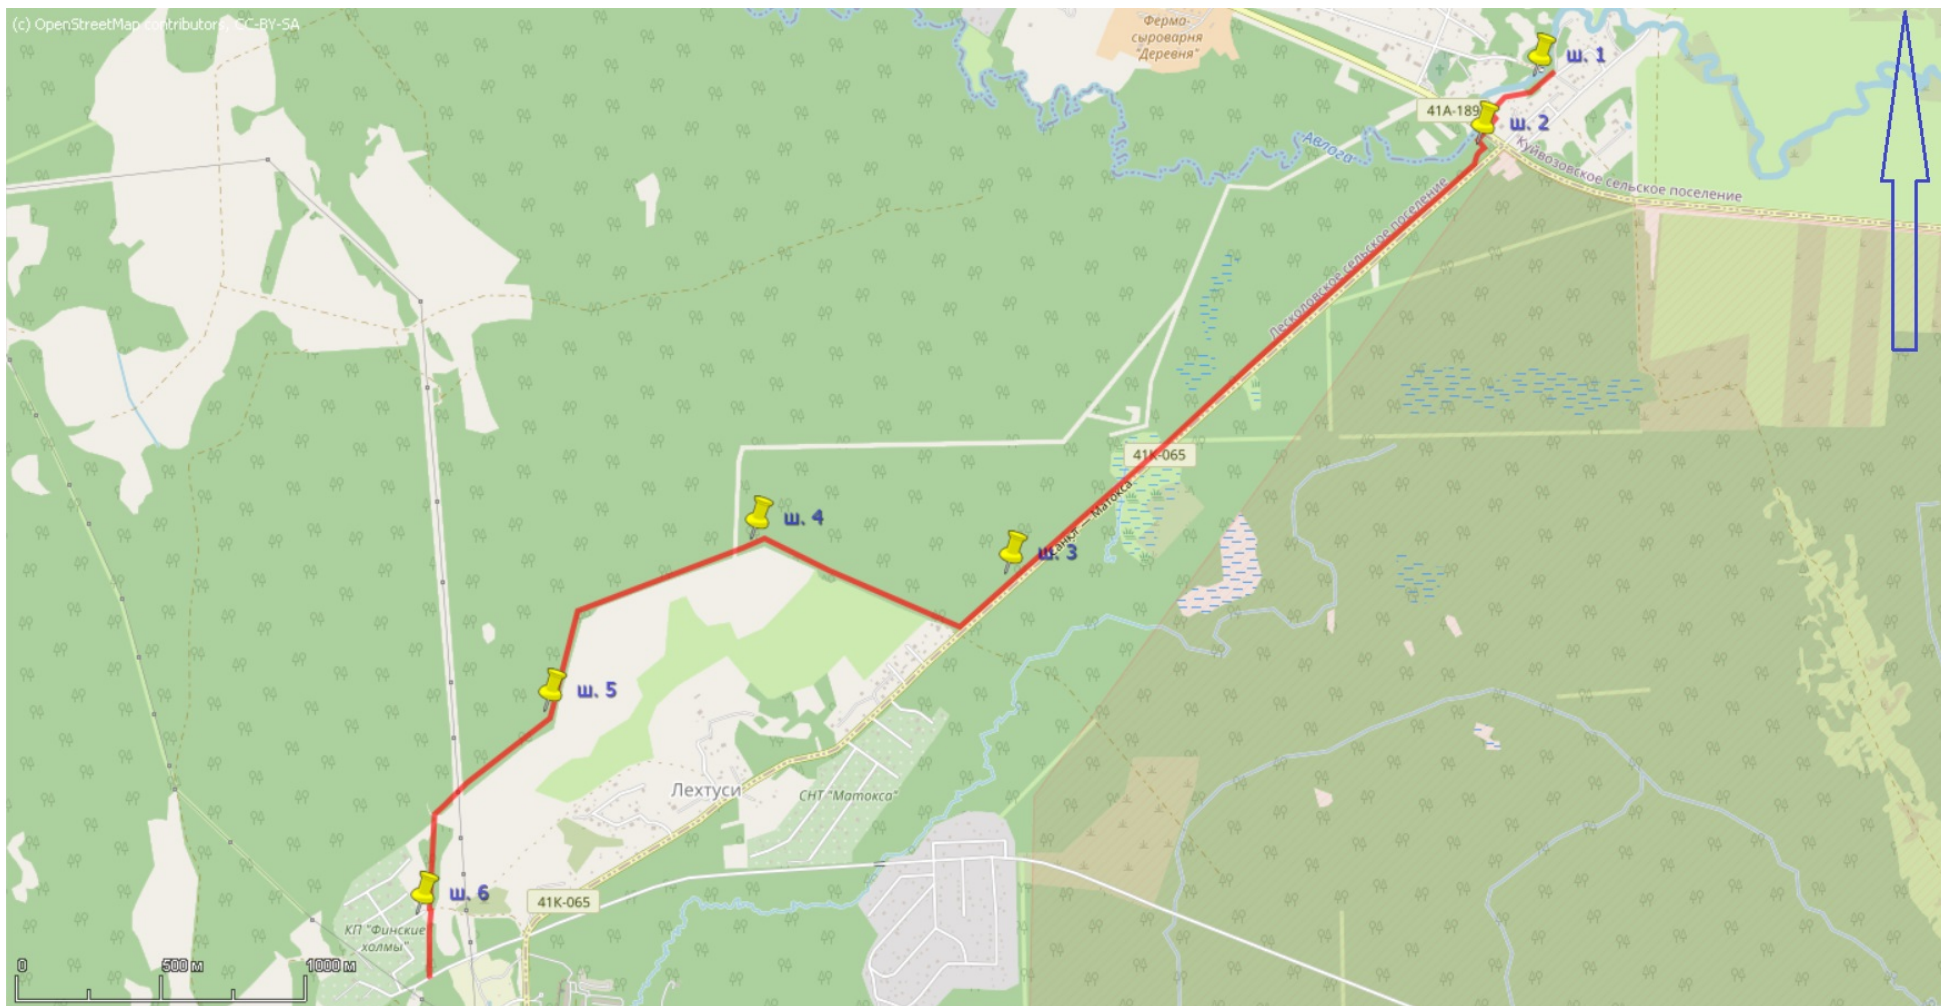 (c) OpenStreetMap contributors, CC-BY-SA
Ферма-
сыроварня
"Деревня"
ш. 1
41А-189
ш. 2
Авлога
Куйвозовское сельское поселение
Лесколовское сельское поселение
41К-065
Матокса
ш. 4
ш. 3
ш. 5
Лехтуси
СНТ "Матокса"
ш. 6
41К-065
КП "Финские
холмы"
0 500 м 1000 м